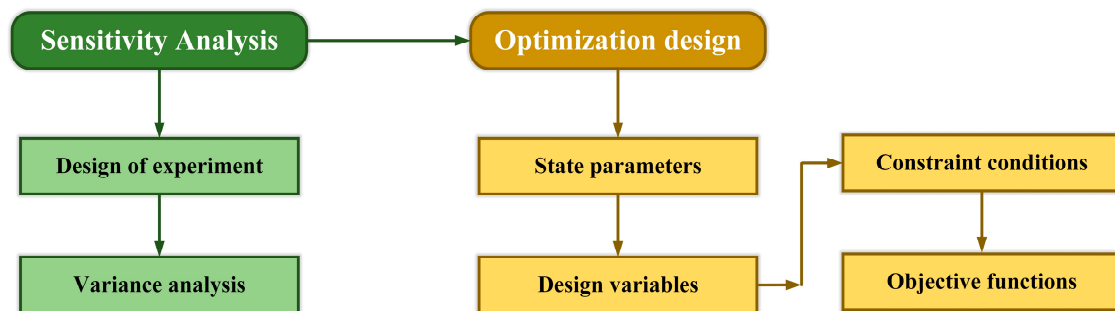 Sensitivity Analysis
Optimization design
Design of experiment
State parameters
Constraint conditions
Variance analysis
Design variables
Objective functions